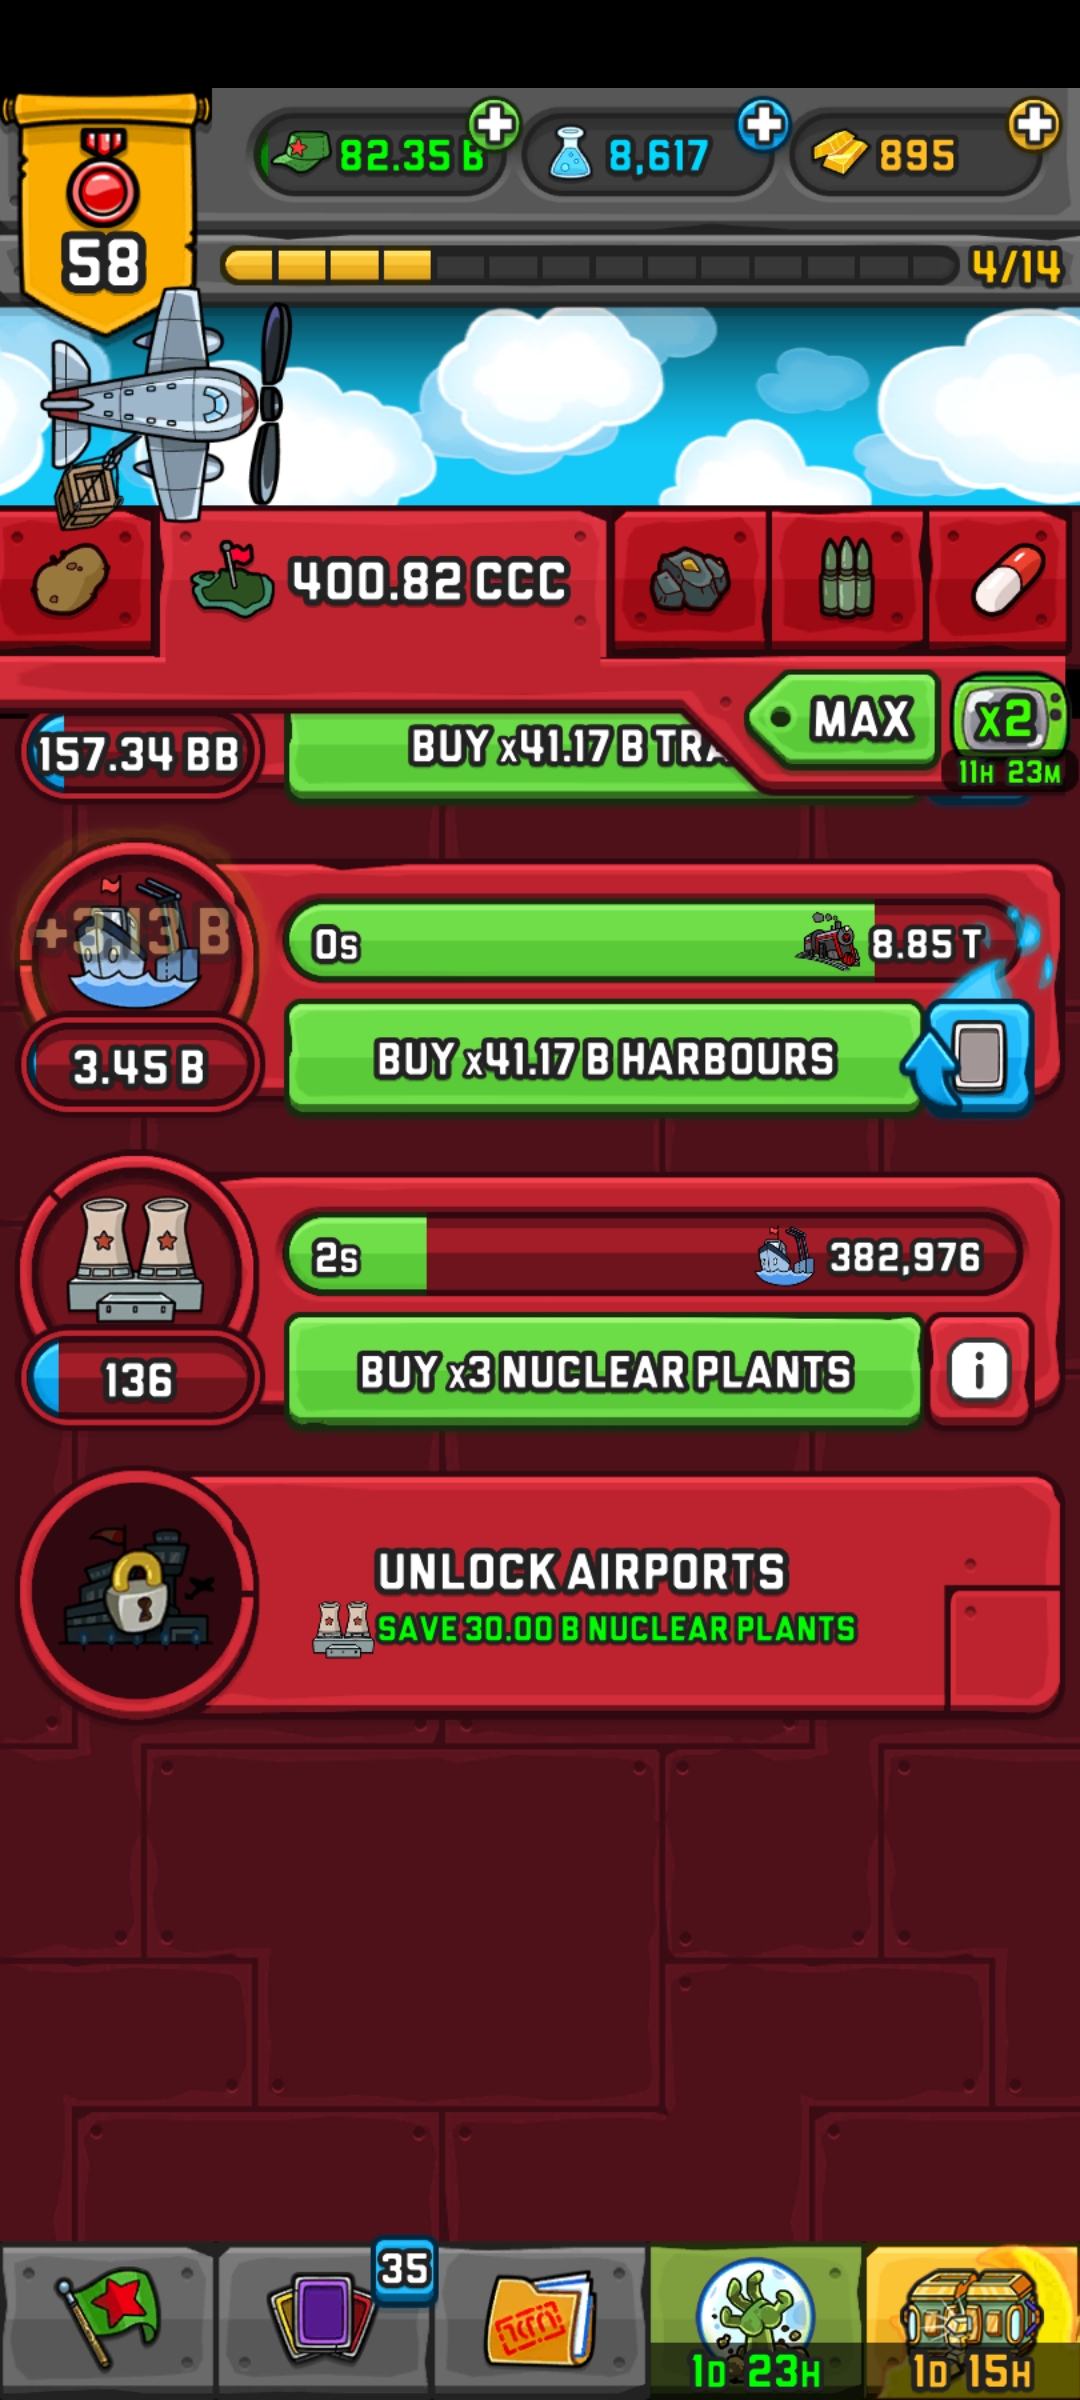 58
82.35 B
8,617
895
4/14
400.82 CCC
MAX
x2
11H 23M
157.34 BB
BUY x41.17 B TRA
+3.13 B
0s
8.85 T
3.45 B
BUY x41.17 B HARBOURS
2s
382,976
136
BUY x3 NUCLEAR PLANTS
i
UNLOCK AIRPORTS
SAVE 30.00 B NUCLEAR PLANTS
35
1D 23H
1D 15H